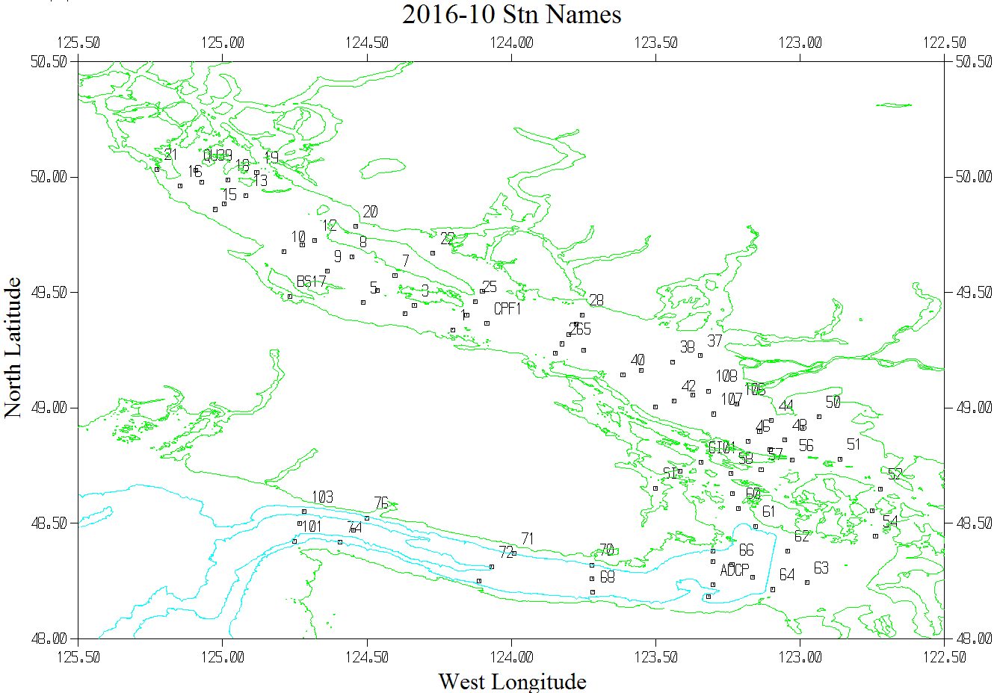 2016-10 Stn Names
125.50 125.00 124.50 124.00 123.50 123.00 122.50
50.50 50.50
21 QU39 18 19
50.00 16 13 50.00
15
20
12
10 8 22
9 7
BS17 5 3 25
49.50 49.50
28
1 CPF1
265
38 37
40
108
42 107 106
49.00 44 50 49.00
46 48
GI01 57 56 51
59
SI 52
103 76 60
61
48.50 101 74 54 48.50
71 62
72 70 66
68 ADCP 64 63
48.00 48.00
125.50 125.00 124.50 124.00 123.50 123.00 122.50
West Longitude
North Latitude